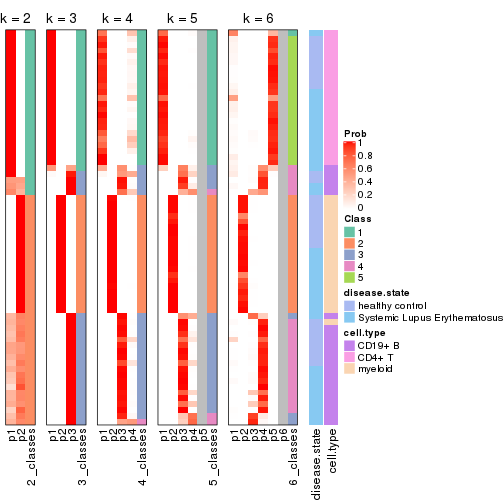 k = 2 k = 3 k = 4 k = 5 k = 6
Prob
1
0.8
0.6
0.4
0.2
0
Class
1
2
3
4
5
disease.state
healthy control
Systemic Lupus Erythematosus
cell.type
CD19+ B
CD4+ T
myeloid
p1
p2
2_classes
p1
p2
p3
3_classes
p1
p2
p3
p4
4_classes
p1
p2
p3
p4
p5
5_classes
p1
p2
p3
p4
p5
p6
6_classes
disease.state
cell.type